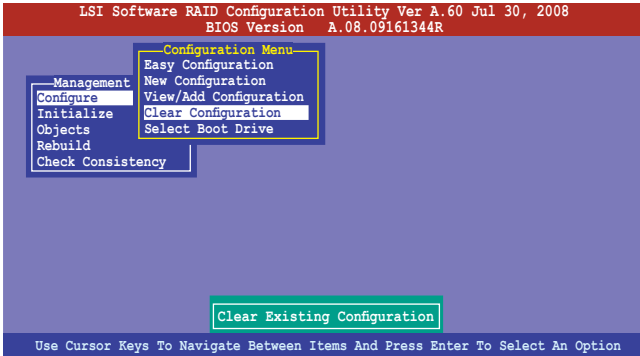 LSI Software RAID Configuration Utility Ver A.60 Jul 30, 2008
BIOS Version A.08.09161344R
Configuration Menu
Easy Configuration
New Configuration
View/Add Configuration
Clear Configuration
Select Boot Drive
Management
Configure
Initialize
Objects
Rebuild
Check Consistency
Clear Existing Configuration
Use Cursor Keys To Navigate Between Items And Press Enter To Select An Option